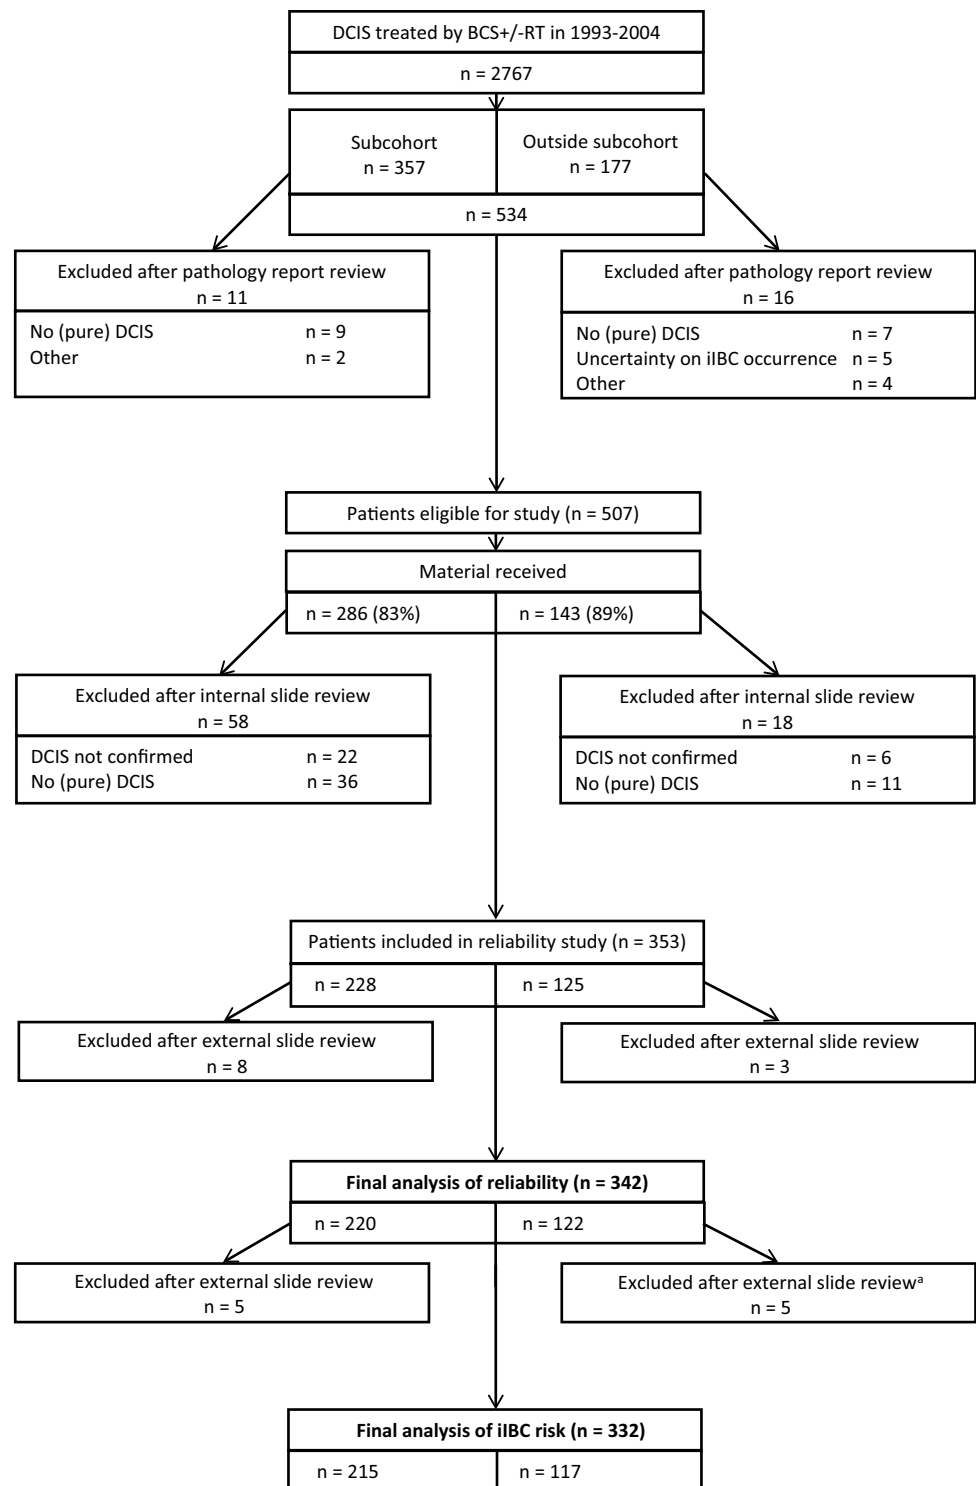 DCIS treated by BCS+/-RT in 1993-2004
n = 2767
Subcohort
n = 357
Outside subcohort
n = 177
n = 534
Excluded after pathology report review
n = 11
No (pure) DCIS n = 9
Other n = 2
Excluded after pathology report review
n = 16
No (pure) DCIS n = 7
Uncertainty on iIBC occurrence n = 5
Other n = 4
Patients eligible for study (n = 507)
Material received
n = 286 (83%) n = 143 (89%)
Excluded after internal slide review
n = 58
DCIS not confirmed n = 22
No (pure) DCIS n = 36
Excluded after internal slide review
n = 18
DCIS not confirmed n = 6
No (pure) DCIS n = 11
Patients included in reliability study (n = 353)
n = 228 n = 125
Excluded after external slide review
n = 8
Excluded after external slide review
n = 3
Final analysis of reliability (n = 342)
n = 220 n = 122
Excluded after external slide review
n = 5
Excluded after external slide reviewᵃ
n = 5
Final analysis of iIBC risk (n = 332)
n = 215 n = 117